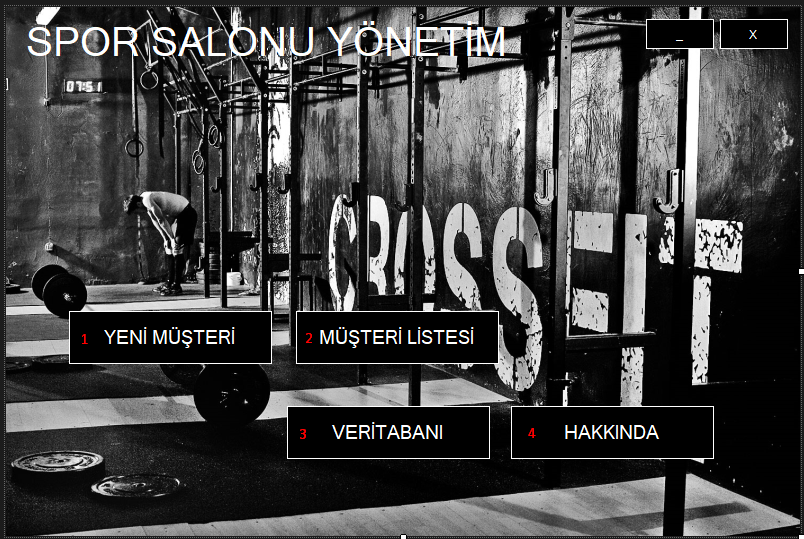 SPOR SALONU YÖNETİM
_ X
07:51
CROSSFIT
1 YENİ MÜŞTERİ
2 MÜŞTERİ LİSTESİ
3 VERİTABANI
4 HAKKINDA